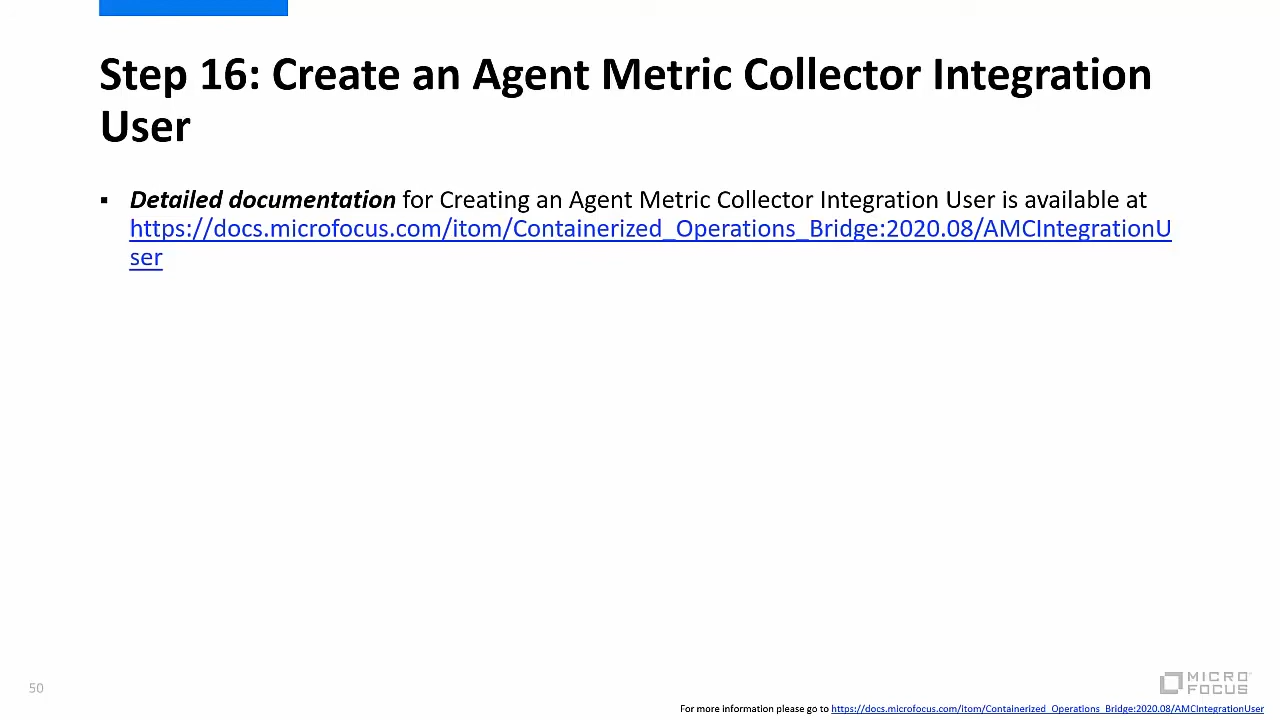 Step 16: Create an Agent Metric Collector Integration
User
▪ Detailed documentation for Creating an Agent Metric Collector Integration User is available at
https://docs.microfocus.com/itom/Containerized_Operations_Bridge:2020.08/AMCIntegrationU
ser
50
MICRO
FOCUS
For more information please go to https://docs.microfocus.com/itom/Containerized_Operations_Bridge:2020.08/AMCIntegrationUser